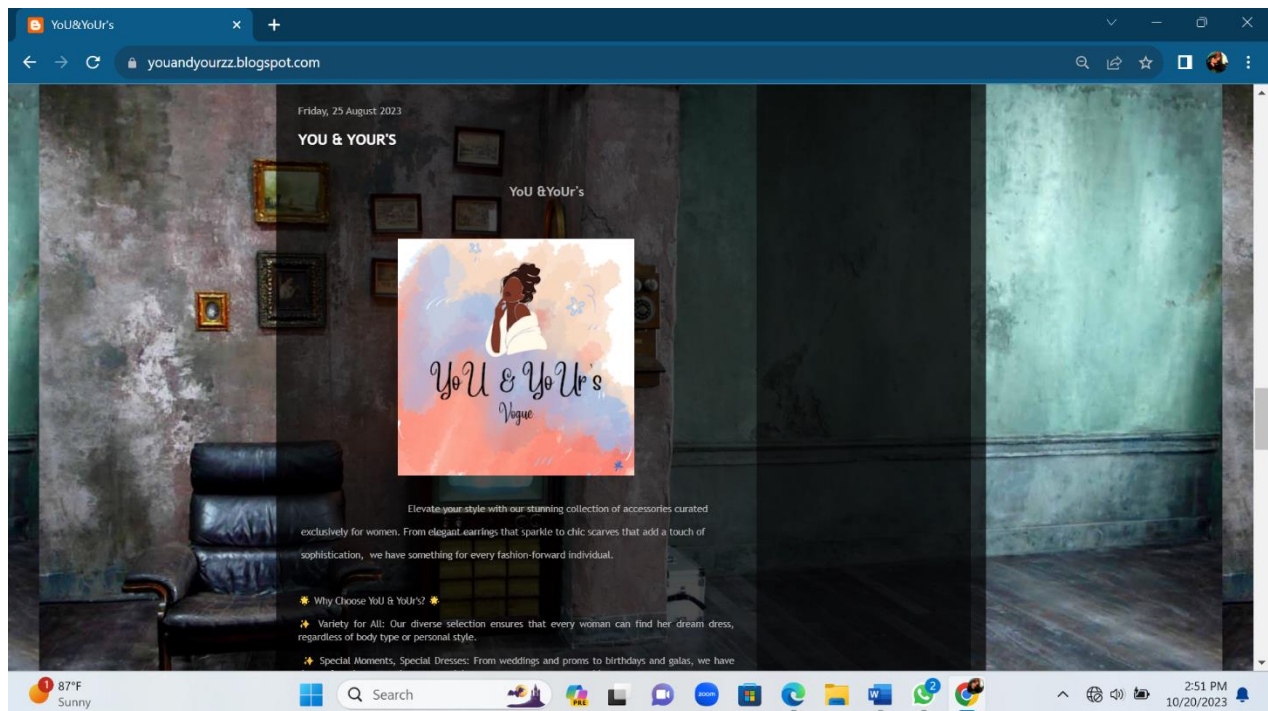 YoU&YoUr's
youandyourzz.blogspot.com
Friday, 25 August 2023
YOU & YOUR'S
YoU &YoUr's
YoU & YoUr's
Vogue
Elevate your style with our stunning collection of accessories curated
exclusively for women. From elegant earrings that sparkle to chic scarves that add a touch of
sophistication, we have something for every fashion-forward individual.
🌟 Why Choose YoU & YoUr's? 🌟
✨ Variety for All: Our diverse selection ensures that every woman can find her dream dress,
regardless of body type or personal style.
✨ Special Moments, Special Dresses: From weddings and proms to birthdays and galas, we have
1
87°F
Sunny
Search
PRE
zoom
W
2
2:51 PM
10/20/2023